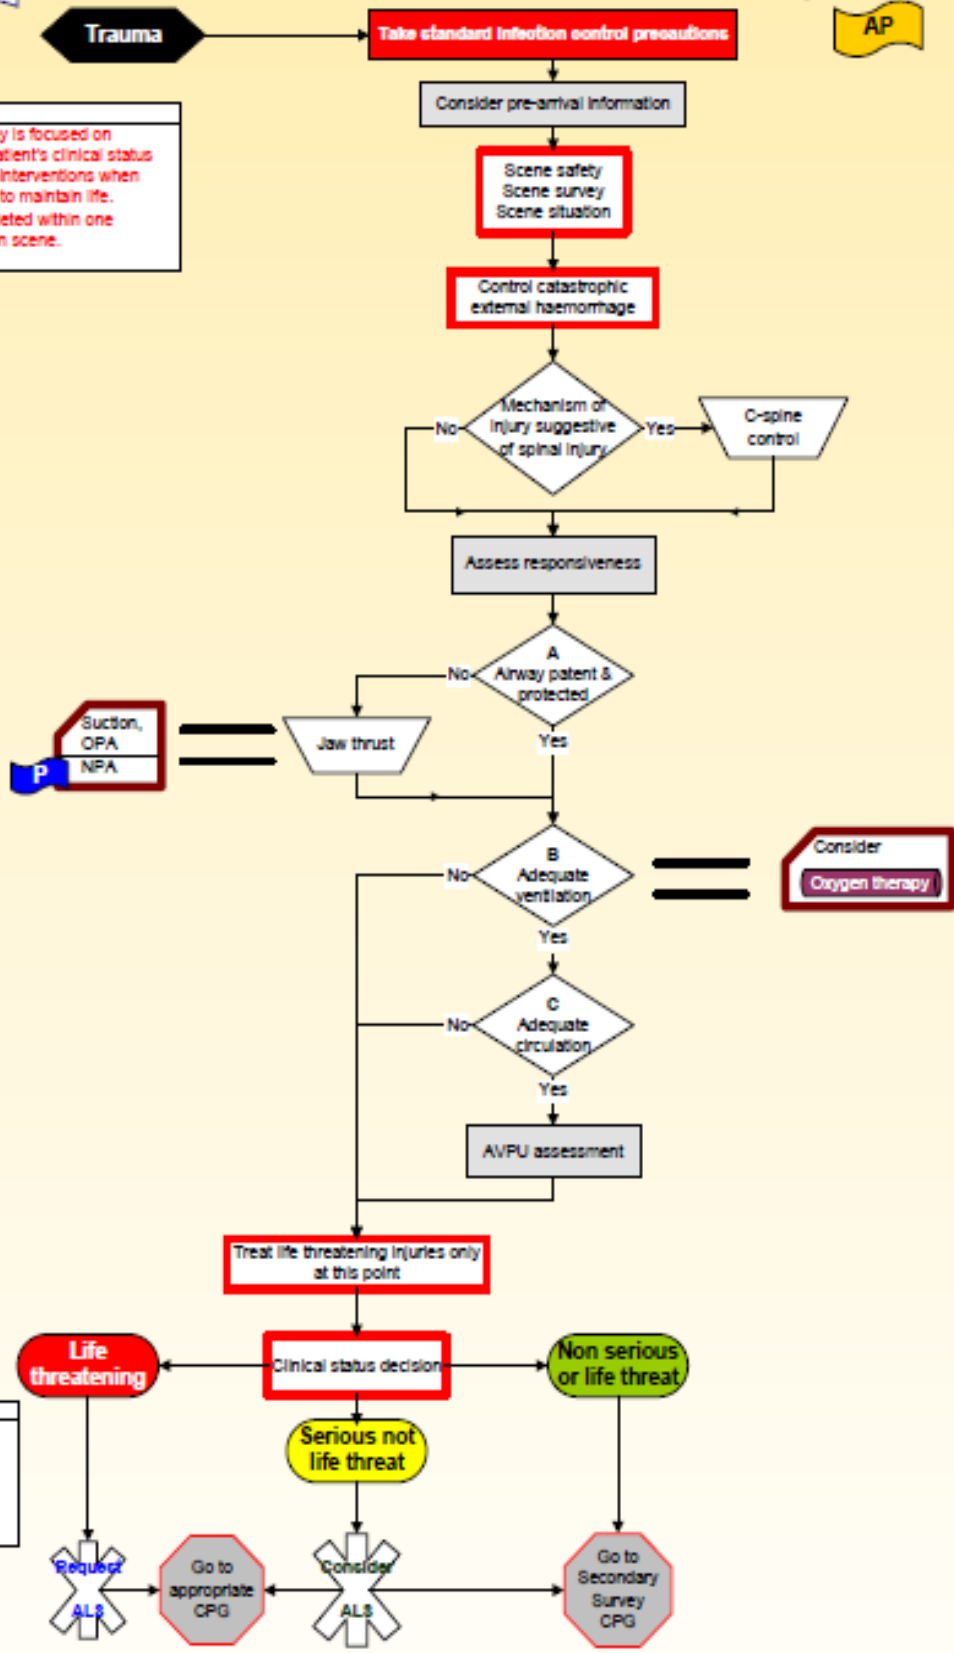 Trauma
Take standard infection control precautions
AP
Consider pre-arrival information
y is focused on
atient's clinical status
interventions when
to maintain life.
eted within one
n scene.
Scene safety
Scene survey
Scene situation
Control catastrophic
external haemorrhage
Mechanism of
injury suggestive
of spinal injury
No
Yes
C-spine
control
Assess responsiveness
A
Airway patent &
protected
No
Yes
Suction,
OPA
NPA
P
Jaw thrust
B
Adequate
ventilation
No
Yes
Consider
Oxygen therapy
C
Adequate
circulation
No
Yes
AVPU assessment
Treat life threatening injuries only
at this point
Life
threatening
Clinical status decision
Non serious
or life threat
Serious not
life threat
Request
ALS
Go to
appropriate
CPG
Consider
ALS
Go to
Secondary
Survey
CPG